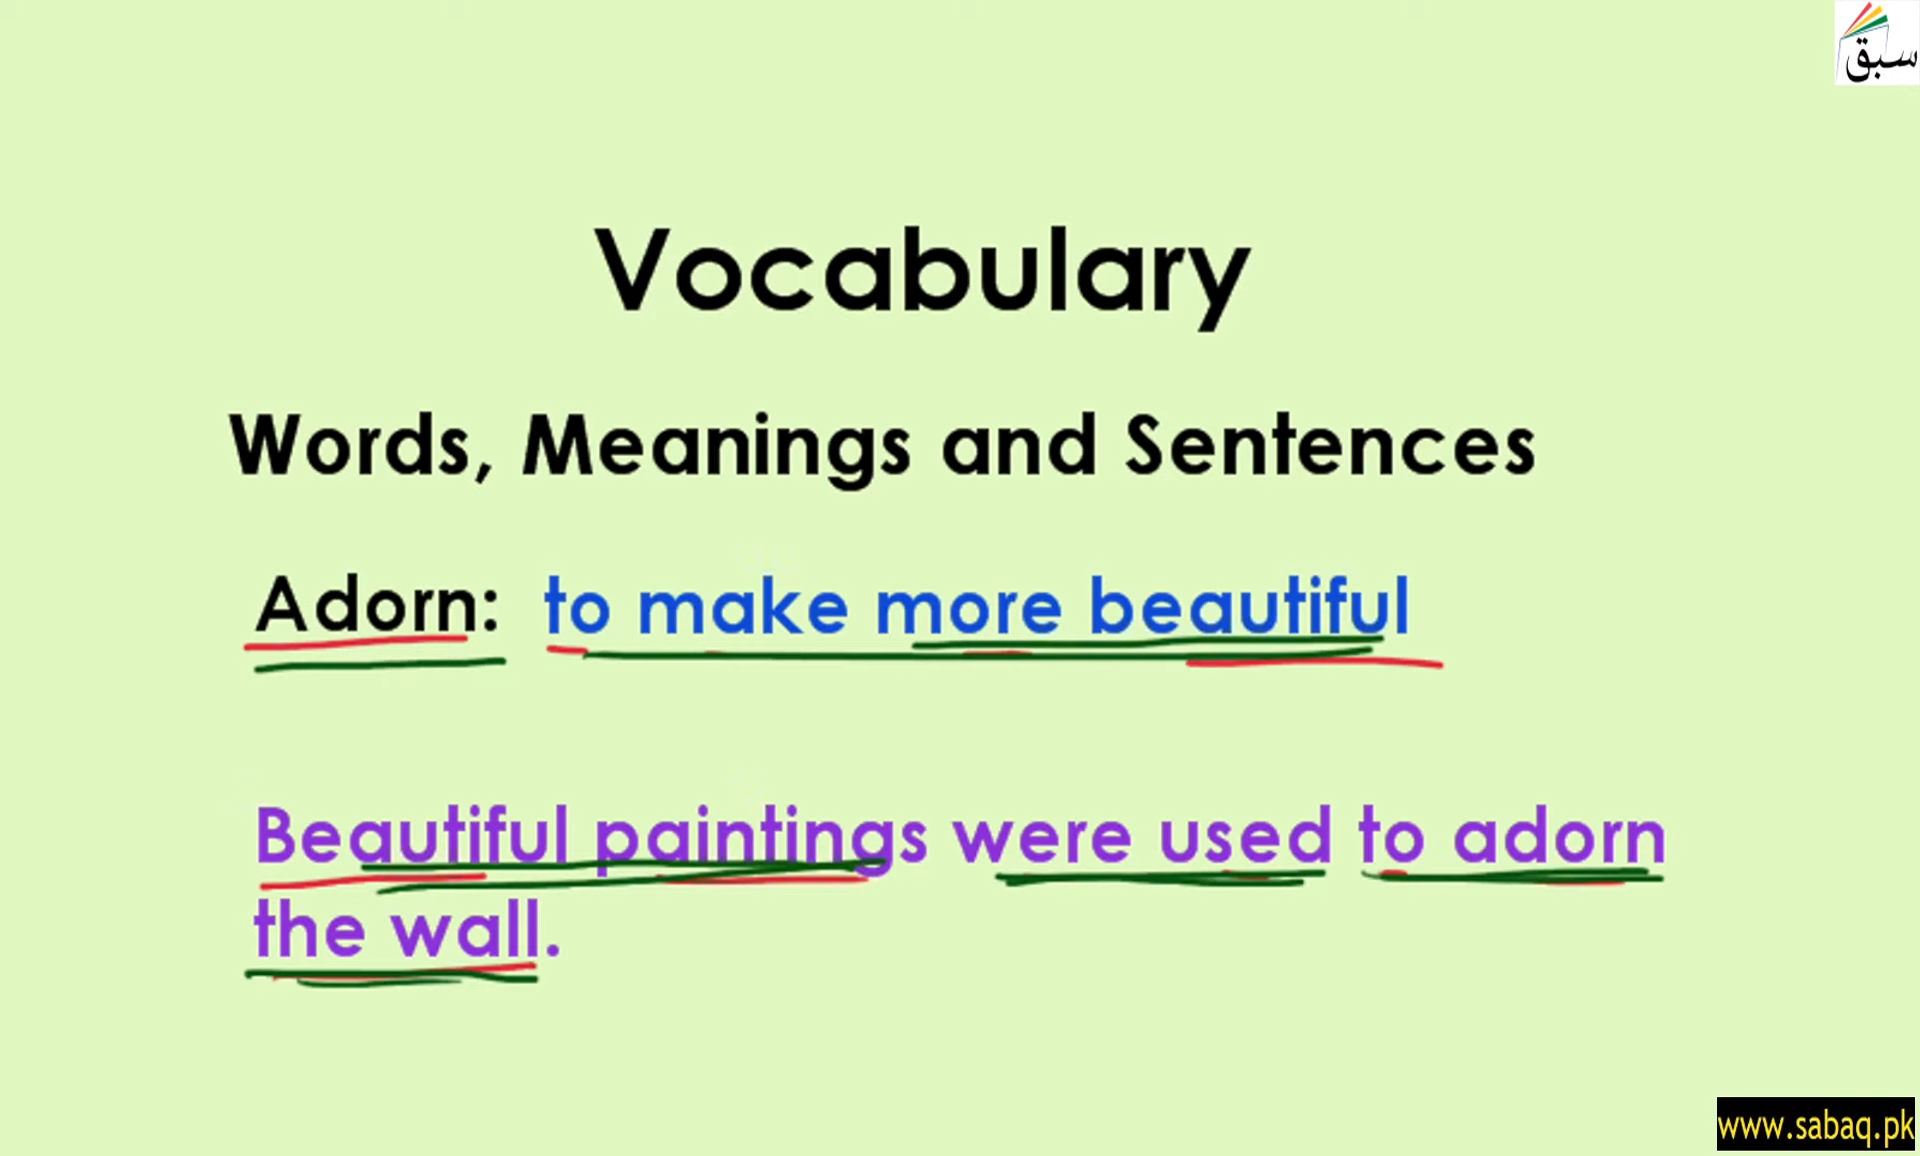 سبق
Vocabulary
Words, Meanings and Sentences
Adorn: to make more beautiful
Beautiful paintings were used to adorn
the wall.
www.sabaq.pk